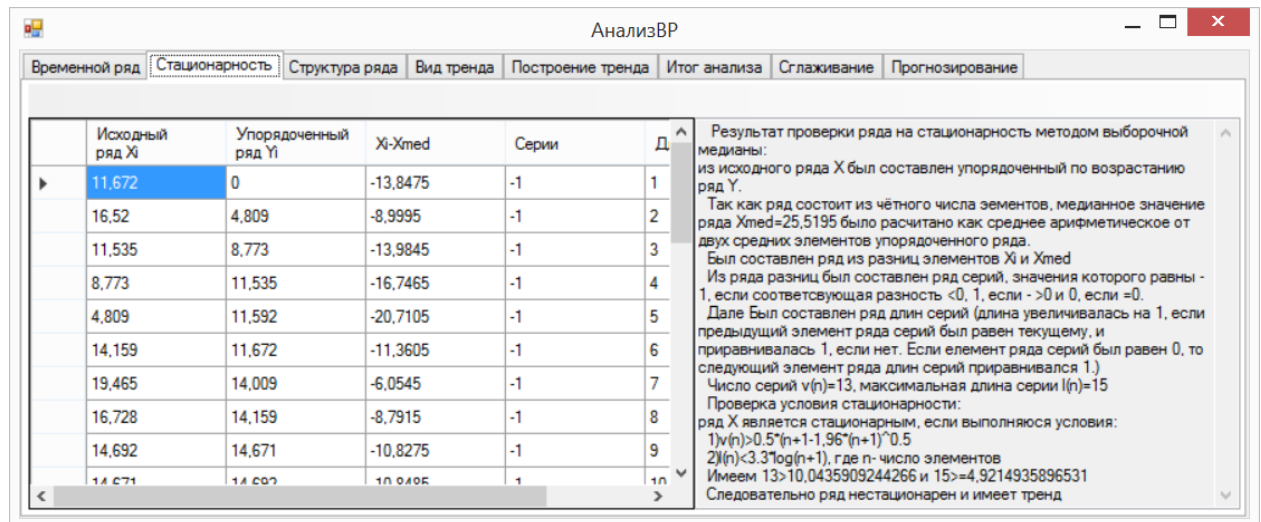 АнализВР
Временной ряд Стационарность Структура ряда Вид тренда Построение тренда Итог анализа Сглаживание Прогнозирование
Исходный ряд Xi Упорядоченный ряд Yi Xi-Xmed Серии
11,672 0 -13,8475 -1 1
16,52 4,809 -8,9995 -1 2
11,535 8,773 -13,9845 -1 3
8,773 11,535 -16,7465 -1 4
4,809 11,592 -20,7105 -1 5
14,159 11,672 -11,3605 -1 6
19,465 14,009 -6,0545 -1 7
16,728 14,159 -8,7915 -1 8
14,692 14,671 -10,8275 -1 9
14,671 14,692 -10,8485 -1 10
Результат проверки ряда на стационарность методом выборочной
медианы:
из исходного ряда X был составлен упорядоченный по возрастанию
ряд Y.
Так как ряд состоит из чётного числа зементов, медианное значение
ряда Xmed=25,5195 было расчитано как среднее арифметическое от
двух средних элементов упорядоченного ряда.
Был составлен ряд из разниц элементов Xi и Xmed
Из ряда разниц был составлен ряд серий, значения которого равны -
1, если соответсвующая разность <0, 1, если - >0 и 0, если =0.
Дале Был составлен ряд длин серий (длина увеличивалась на 1, если
предыдущий элемент ряда серий был равен текущему, и
приравнивалась 1, если нет. Если елемент ряда серий был равен 0, то
следующий элемент ряда длин серий приравнивался 1.)
Число серий v(n)=13, максимальная длина серии l(n)=15
Проверка условия стационарности:
ряд X является стационарным, если выполняюся условия:
1)v(n)>0.5*(n+1-1,96*(n+1)^0.5
2)l(n)<3.3*log(n+1), где n- число элементов
Имеем 13>10,0435909244266 и 15>=4,9214935896531
Следовательно ряд нестационарен и имеет тренд